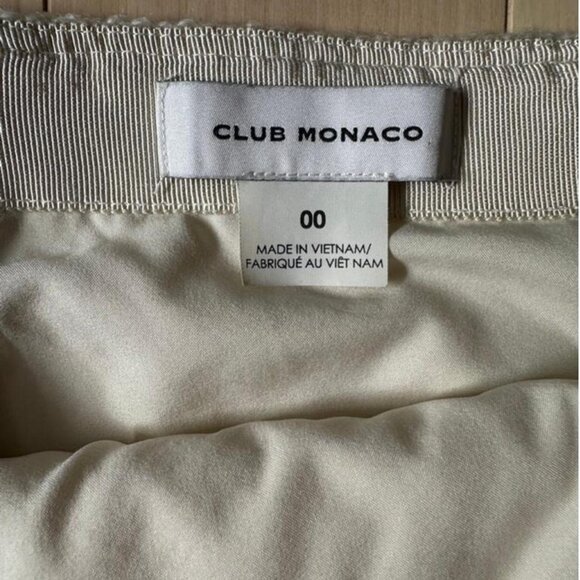 CLUB MONACO
00
MADE IN VIETNAM/
FABRIQUÉ AU VIÊT NAM